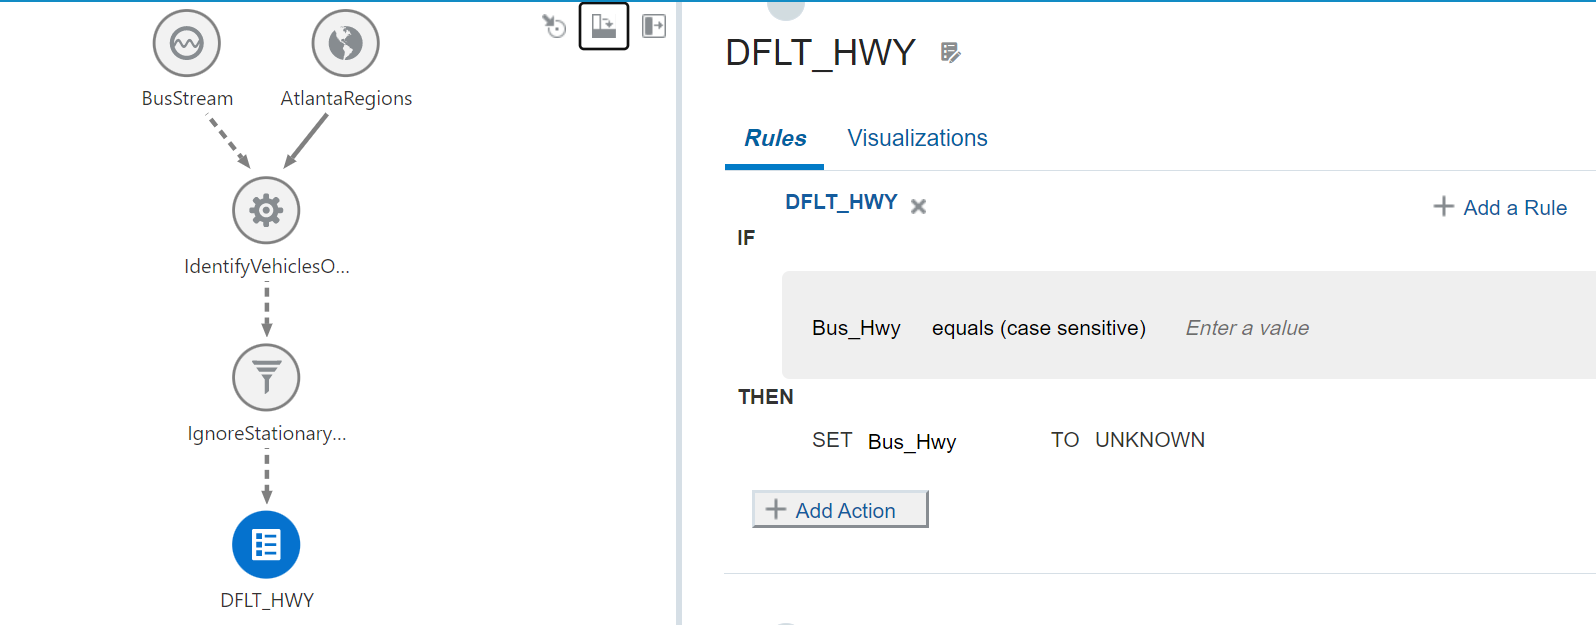 BusStream
AtlantaRegions
IdentifyVehiclesO...
IgnoreStationary...
DFLT_HWY
DFLT_HWY
Rules
Visualizations
DFLT_HWY
Add a Rule
IF
Bus_Hwy equals (case sensitive) Enter a value
THEN
SET Bus_Hwy TO UNKNOWN
Add Action